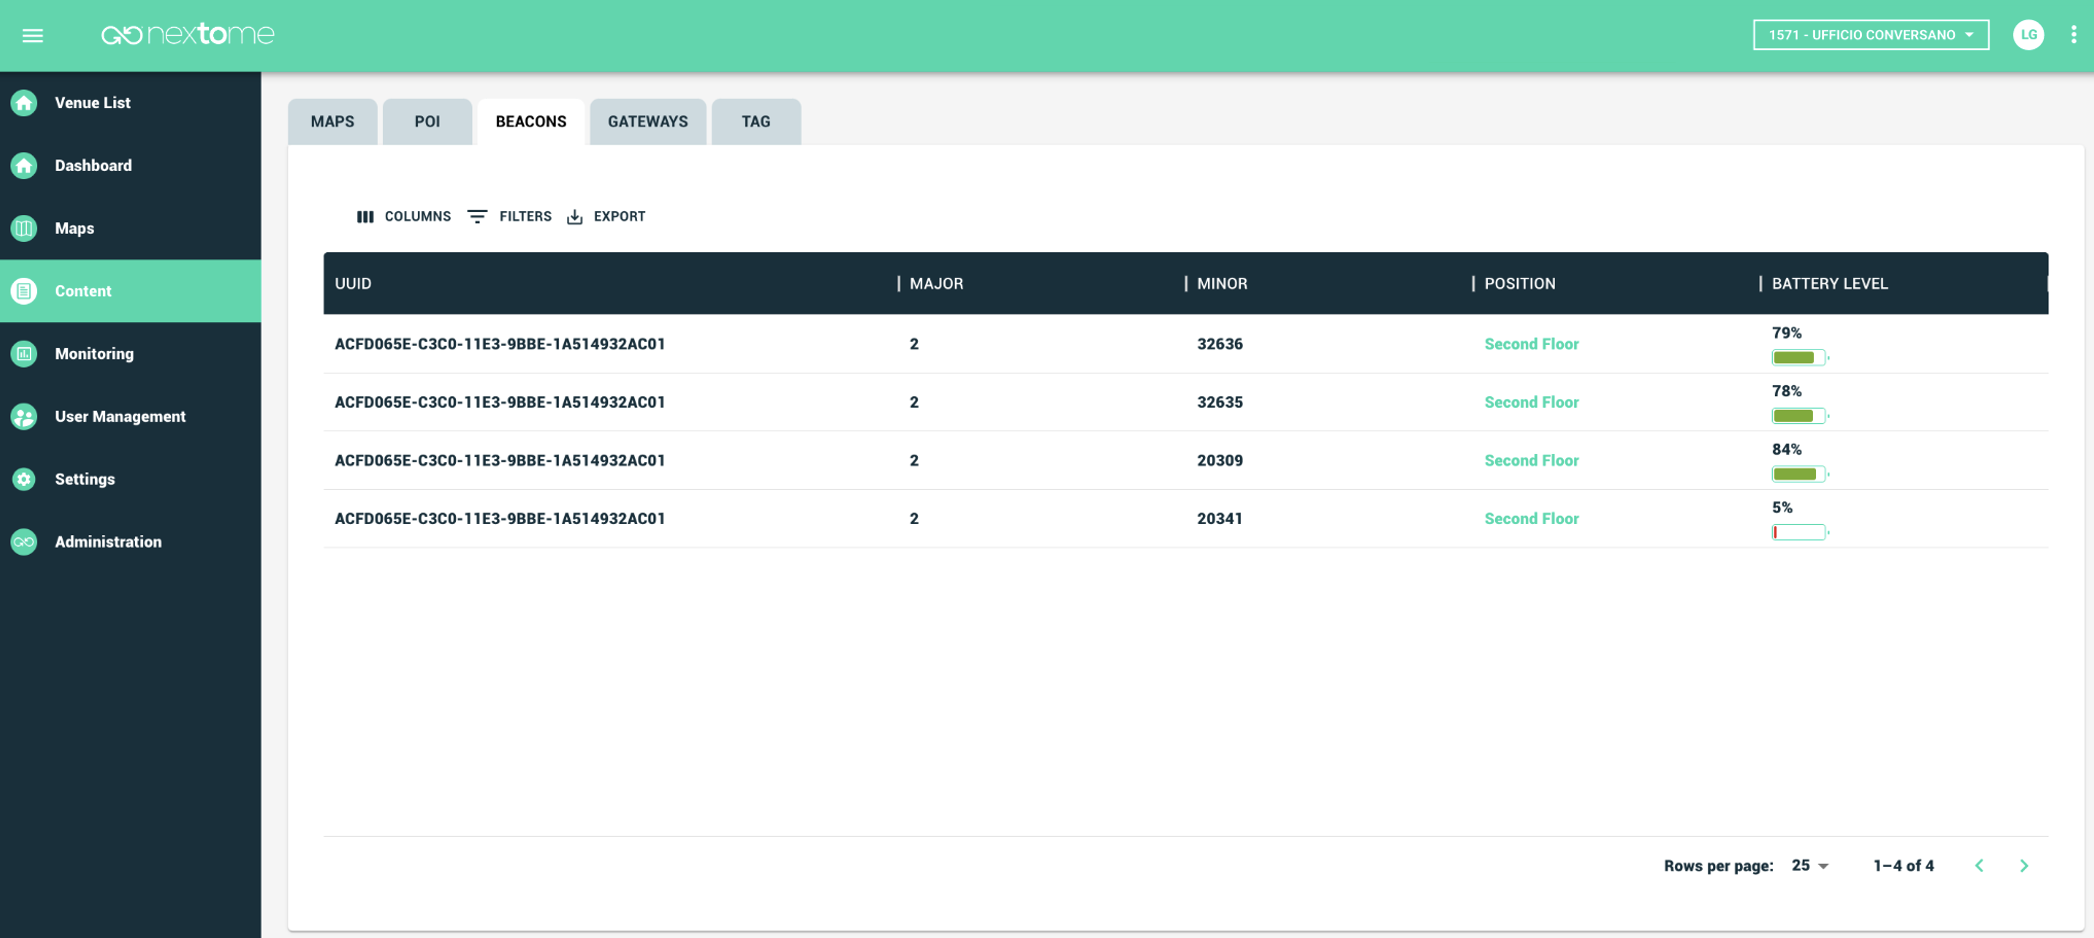 nextome
1571 - UFFICIO CONVERSANO
LG
Venue List
Dashboard
Maps
Content
Monitoring
User Management
Settings
Administration
MAPS POI BEACONS GATEWAYS TAG
COLUMNS FILTERS EXPORT
UUID MAJOR MINOR POSITION BATTERY LEVEL
ACFD065E-C3C0-11E3-9BBE-1A514932AC01 2 32636 Second Floor 79%
ACFD065E-C3C0-11E3-9BBE-1A514932AC01 2 32635 Second Floor 78%
ACFD065E-C3C0-11E3-9BBE-1A514932AC01 2 20309 Second Floor 84%
ACFD065E-C3C0-11E3-9BBE-1A514932AC01 2 20341 Second Floor 5%
Rows per page: 25 1–4 of 4